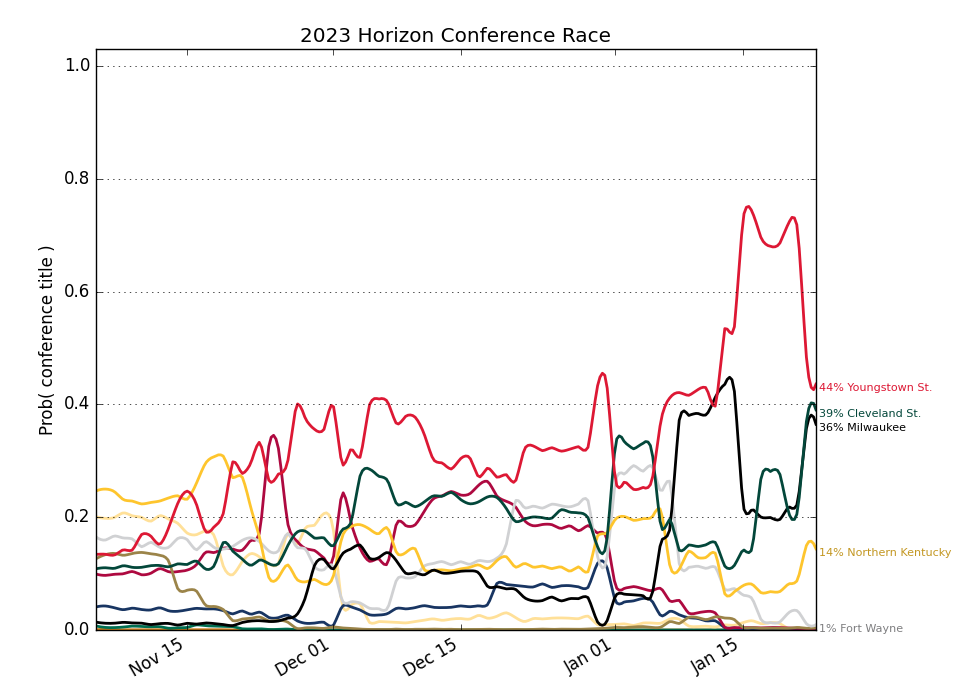 2023 Horizon Conference Race
1.0
0.8
0.6
0.4
0.2
0.0
Prob( conference title )
44% Youngstown St.
39% Cleveland St.
36% Milwaukee
14% Northern Kentucky
1% Fort Wayne
Nov 15
Dec 01
Dec 15
Jan 01
Jan 15